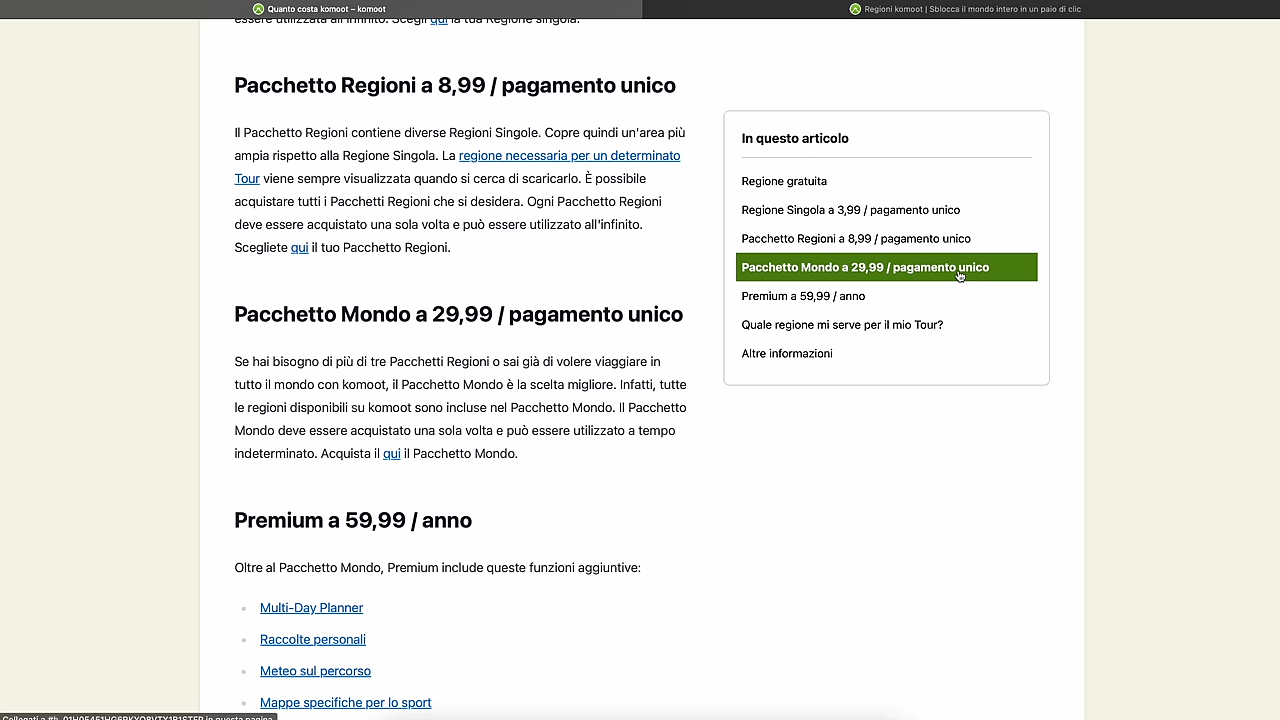 Quanto costa komoot – komoot
Regioni komoot | Sblocca il mondo intero in un paio di clic
essere utilizzata all'infinito. Scegli qui la tua Regione singola.
Pacchetto Regioni a 8,99 / pagamento unico
Il Pacchetto Regioni contiene diverse Regioni Singole. Copre quindi un'area più
ampia rispetto alla Regione Singola. La regione necessaria per un determinato
Tour viene sempre visualizzata quando si cerca di scaricarlo. È possibile
acquistare tutti i Pacchetti Regioni che si desidera. Ogni Pacchetto Regioni
deve essere acquistato una sola volta e può essere utilizzato all'infinito.
Scegliete qui il tuo Pacchetto Regioni.
Pacchetto Mondo a 29,99 / pagamento unico
Se hai bisogno di più di tre Pacchetti Regioni o sai già di volere viaggiare in
tutto il mondo con komoot, il Pacchetto Mondo è la scelta migliore. Infatti, tutte
le regioni disponibili su komoot sono incluse nel Pacchetto Mondo. Il Pacchetto
Mondo deve essere acquistato una sola volta e può essere utilizzato a tempo
indeterminato. Acquista il qui il Pacchetto Mondo.
Premium a 59,99 / anno
Oltre al Pacchetto Mondo, Premium include queste funzioni aggiuntive:
Multi-Day Planner
Raccolte personali
Meteo sul percorso
Mappe specifiche per lo sport
In questo articolo
Regione gratuita
Regione Singola a 3,99 / pagamento unico
Pacchetto Regioni a 8,99 / pagamento unico
Pacchetto Mondo a 29,99 / pagamento unico
Premium a 59,99 / anno
Quale regione mi serve per il mio Tour?
Altre informazioni
in questa pagina